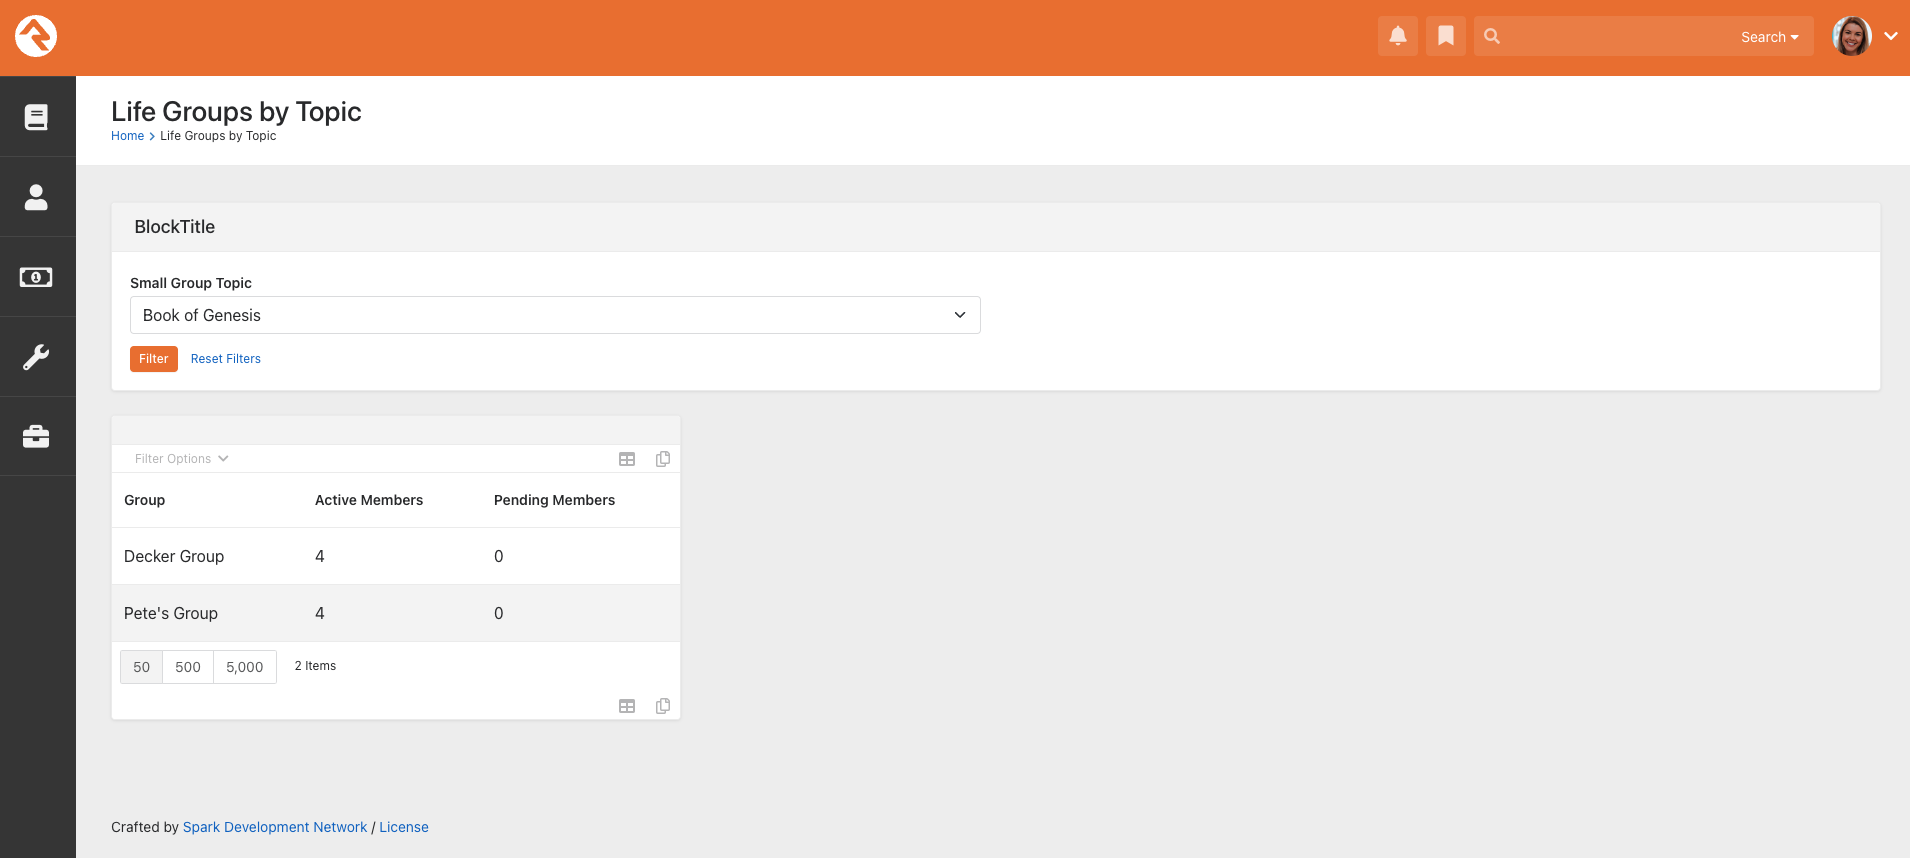 Search
Life Groups by Topic
Home > Life Groups by Topic
BlockTitle
Small Group Topic
Book of Genesis
Filter Reset Filters
Filter Options
Group Active Members Pending Members
Decker Group 4 0
Pete's Group 4 0
50 500 5,000 2 Items
Crafted by Spark Development Network / License